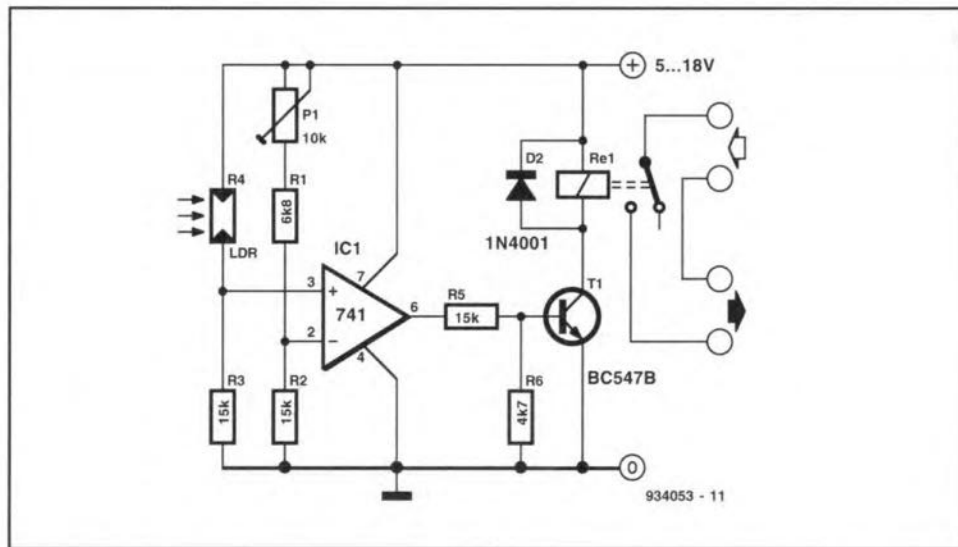 + 5...18V
P1
10k
D2
Re1
R4
R1
6k8
1N4001
LDR
IC1
T1
3
+
7
741
6
R5
15k
2
−
4
BC547B
R3
15k
R2
15k
R6
4k7
0
934053 - 11